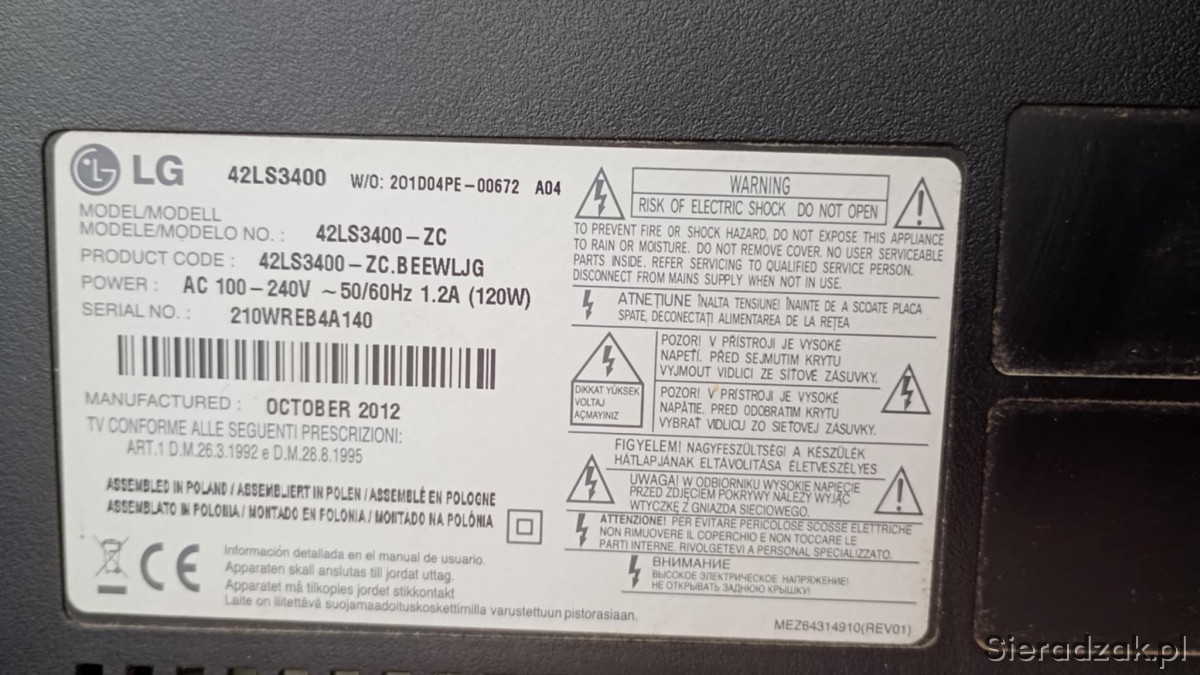 LG 42LS3400 W/O: 201D04PE-00672 A04
MODEL/MODELL
MODELE/MODELO NO. : 42LS3400-ZC
PRODUCT CODE : 42LS3400-ZC.BEEWLJG
POWER : AC 100-240V ~50/60Hz 1.2A (120W)
SERIAL NO. : 210WREB4A140
MANUFACTURED : OCTOBER 2012
TV CONFORME ALLE SEGUENTI PRESCRIZIONI:
ART.1 D.M.26.3.1992 e D.M.28.8.1995
ASSEMBLED IN POLAND / ASSEMBLIERT IN POLEN / ASSEMBLÉ EN POLOGNE
ASSEMBLATO IN POLONIA / MONTADO EN POLONIA / MONTADO NA POLÓNIA
CE
Información detallada en el manual de usuario.
Apparaten skall anslutas till jordat uttag.
Apparatet må tilkoples jordet stikkontakt
Laite on liitettävä suojamaadoituskoskettimilla varustettuun pistorasiaan.
WARNING
RISK OF ELECTRIC SHOCK DO NOT OPEN
TO PREVENT FIRE OR SHOCK HAZARD, DO NOT EXPOSE THIS APPLIANCE
TO RAIN OR MOISTURE. DO NOT REMOVE COVER. NO USER SERVICEABLE
PARTS INSIDE. REFER SERVICING TO QUALIFIED SERVICE PERSON.
DISCONNECT FROM MAINS SUPPLY WHEN NOT IN USE.
ATNEŢIUNE ÎNALTA TENSIUNE! ÎNAINTE DE A SCOATE PLACA
SPATE, DECONECTAŢI ALIMENTAREA DE LA REŢEA
DIKKAT YÜKSEK
VOLTAJ
AÇMAYINIZ
POZOR! V PŘÍSTROJI JE VYSOKÉ
NAPETÍ. PŘED SEJMUTIM KRYTU
VYJMOUT VIDLICI ZE SÍŤOVÉ ZÁSUVKY.
POZOR! V PRÍSTROJI JE VYSOKÉ
NAPÄTIE. PRED ODOBRATIM KRYTU
VYBRAŤ VIDLICU ZO SIEŤOVEJ ZÁSUVKY.
FIGYELEM! NAGYFESZÜLTSÉG! A KÉSZÜLÉK
HÁTLAPJÁNAK ELTÁVOLÍTÁSA ÉLETVESZÉLYES
UWAGA! W ODBIORNIKU WYSOKIE NAPIĘCIE
PRZED ZDJĘCIEM POKRYWY NALEŻY WYJĄĆ
WTYCZKĘ Z GNIAZDA SIECIOWEGO.
ATTENZIONE! PER EVITARE PERICOLOSE SCOSSE ELETTRICHE
NON RIMUOVERE IL COPERCHIO E NON TOCCARE LE
PARTI INTERNE. RIVOLGETEVI A PERSONAL SPECIALIZZATO.
ВНИМАНИЕ
ВЫСОКОЕ ЭЛЕКТРИЧЕСКОЕ НАПРЯЖЕНИЕ!
НЕ ОТКРЫВАТЬ ЗАДНЮЮ КРЫШКУ!
MEZ64314910(REV01)
Sieradzak.pl